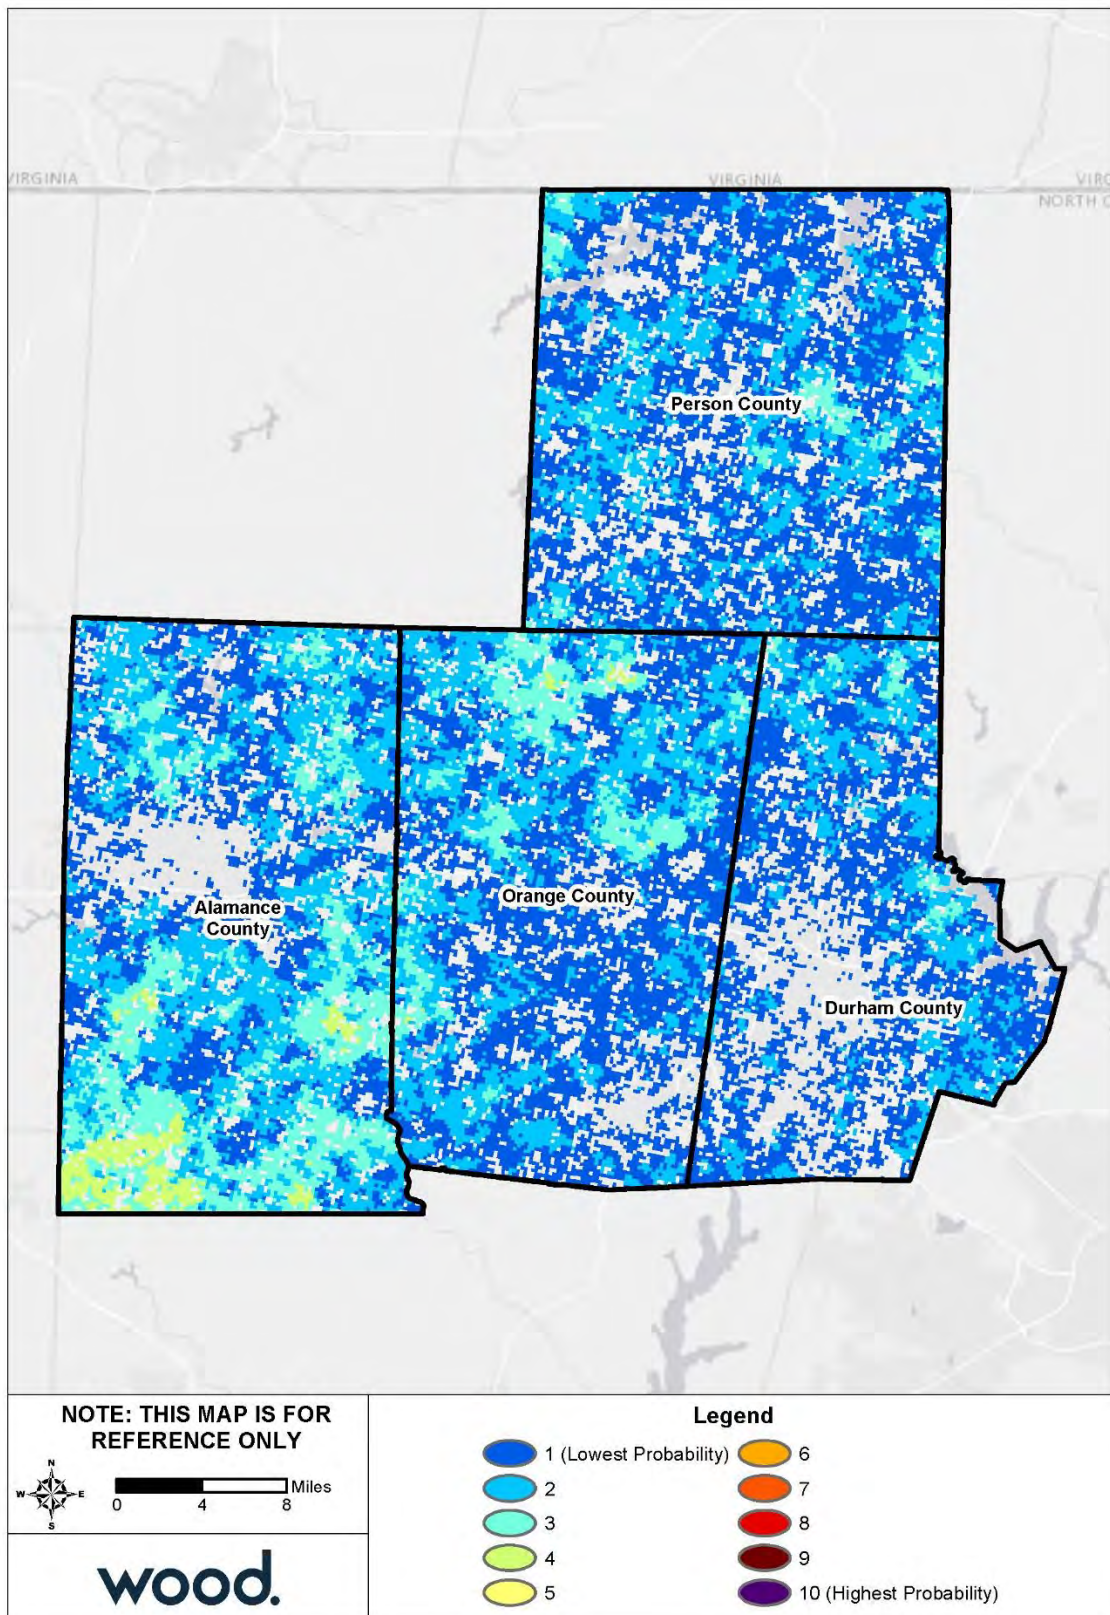 VIRGINIA
VIRGINIA
VIRG
NORTH C
Person County
Orange County
Alamance
County
Durham County
NOTE: THIS MAP IS FOR
REFERENCE ONLY
N
W
E
S
Miles
0 4 8
wood.
Legend
1 (Lowest Probability)
2
3
4
5
6
7
8
9
10 (Highest Probability)